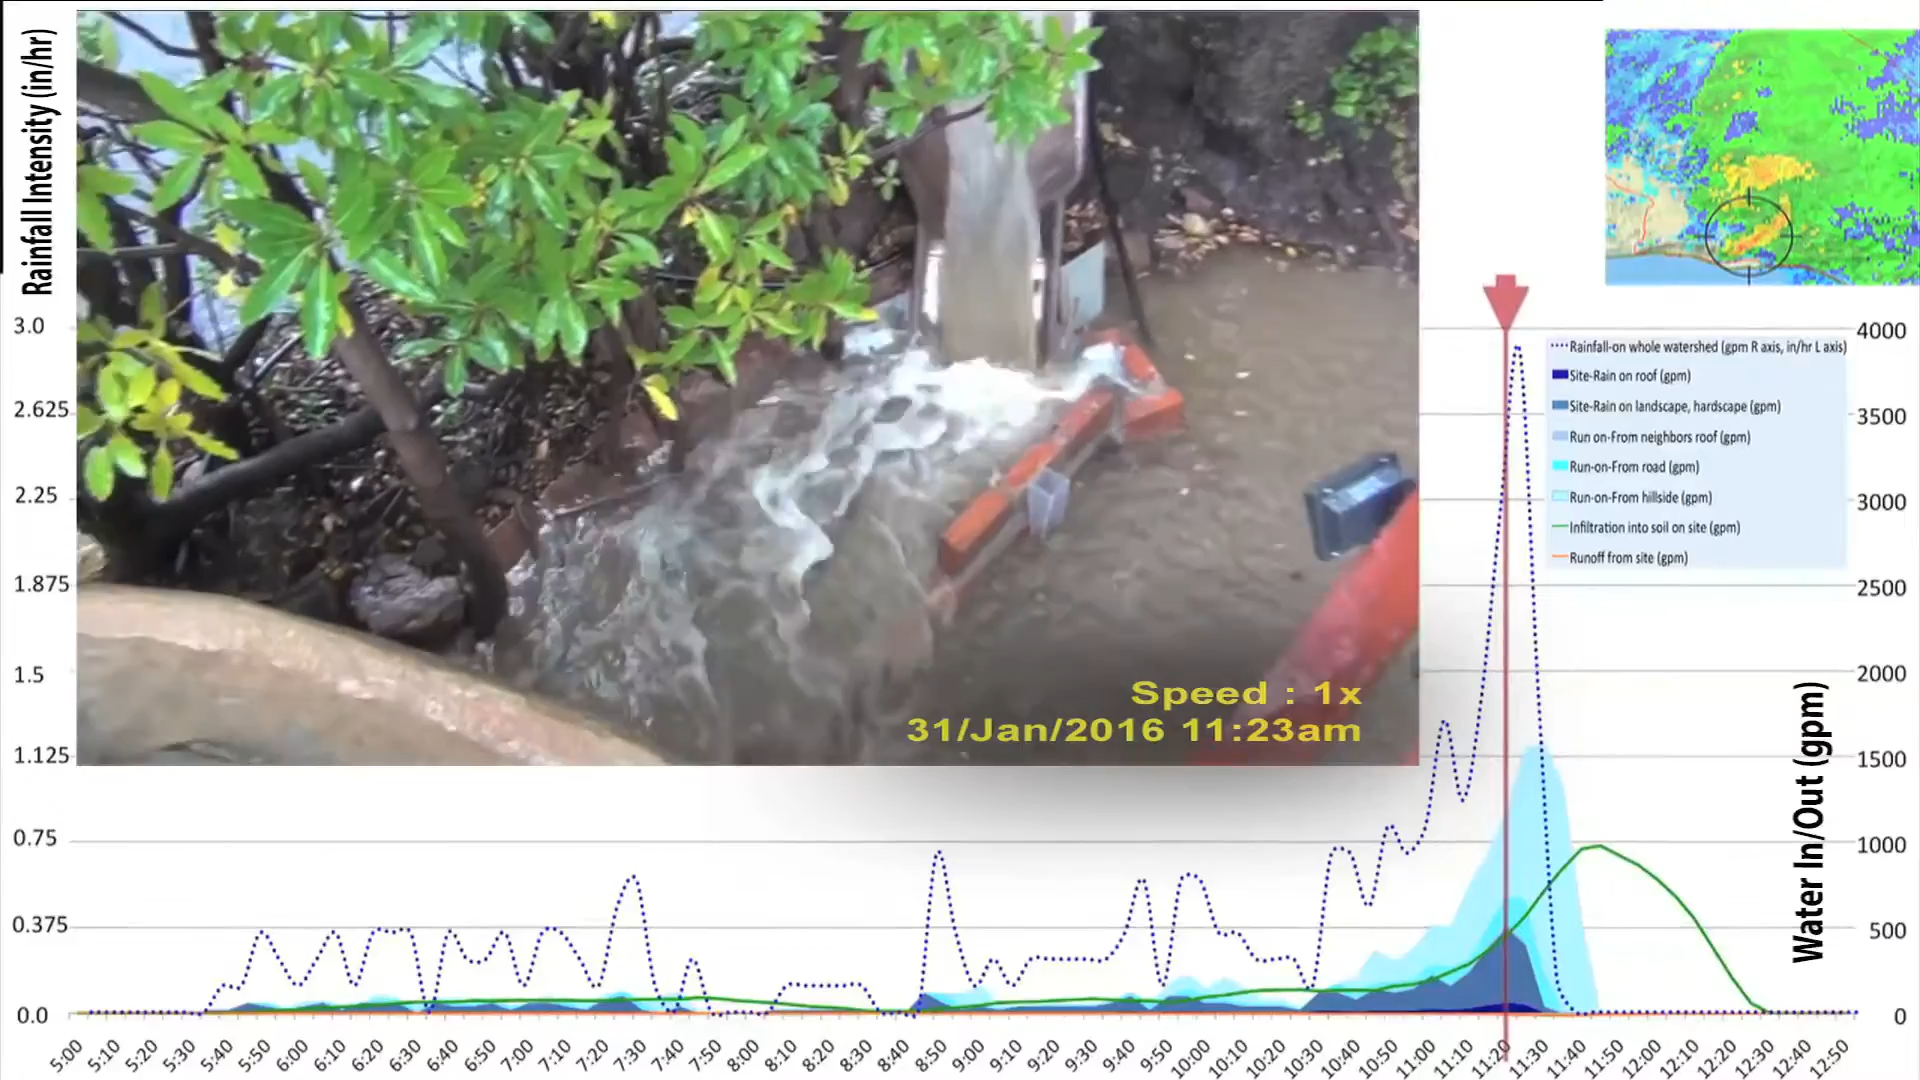 Rainfall Intensity (in/hr)
3.0
2.625
2.25
1.875
1.5
1.125
0.75
0.375
0.0
Speed : 1x
31/Jan/2016 11:23am
Rainfall-on whole watershed (gpm R axis, in/hr L axis)
Site-Rain on roof (gpm)
Site-Rain on landscape, hardscape (gpm)
Run on-From neighbors roof (gpm)
Run-on-From road (gpm)
Run-on-From hillside (gpm)
Infiltration into soil on site (gpm)
Runoff from site (gpm)
4000
3500
3000
2500
2000
1500
1000
500
0
Water In/Out (gpm)
5:00 5:10 5:20 5:30 5:40 5:50 6:00 6:10 6:20 6:30 6:40 6:50 7:00 7:10 7:20 7:30 7:40 7:50 8:00 8:10 8:20 8:30 8:40 8:50 9:00 9:10 9:20 9:30 9:40 9:50 10:00 10:10 10:20 10:30 10:40 10:50 11:00 11:10 11:20 11:30 11:40 11:50 12:00 12:10 12:20 12:30 12:40 12:50